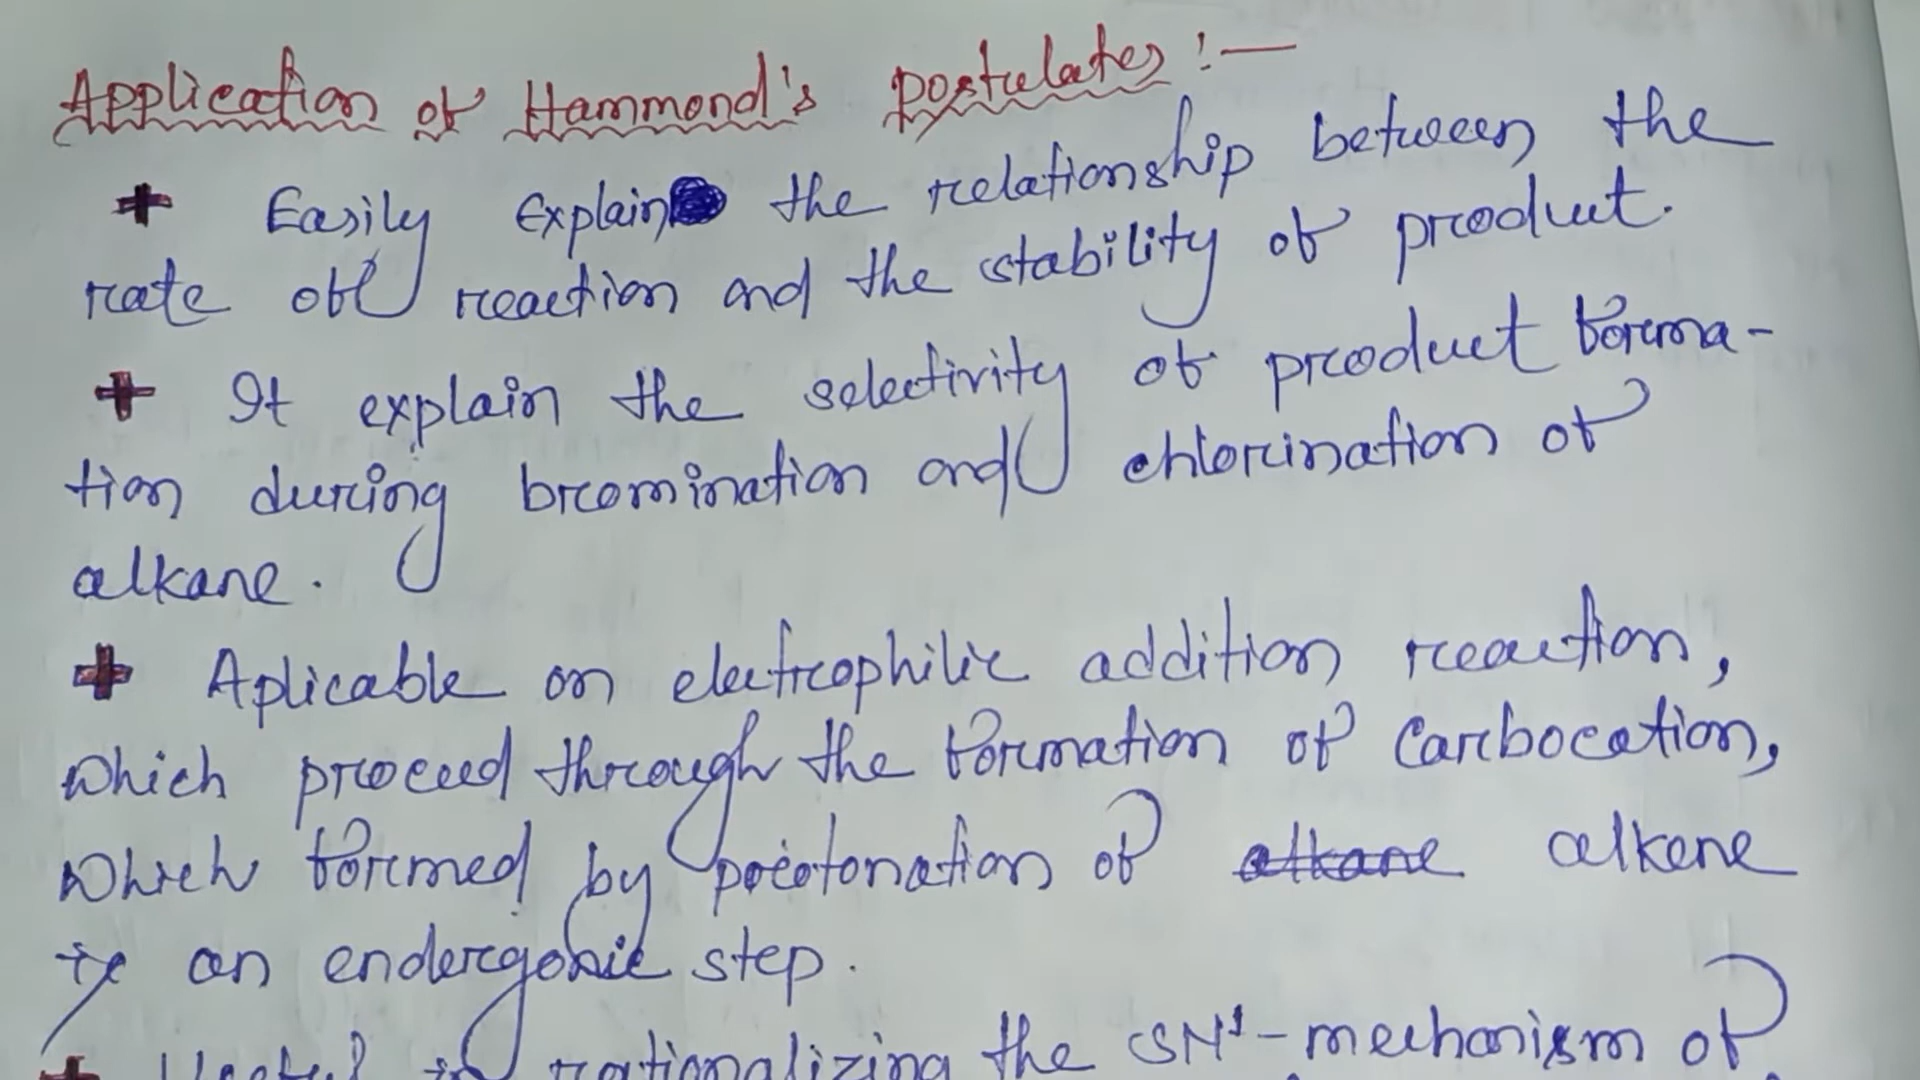 Application of Hammond's postulates :—
+ Easily explain the relationship between the
rate of reaction and the stability of product.
+ It explain the selectivity of product forma-
tion during bromination and chlorination of
alkane.
+ Aplicable on electrophilic addition reaction,
which proceed through the formation of carbocation,
which formed by protonation of alkane alkene
is an endergonic step.
+ Useful in rationalizing the SN1-mechanism of